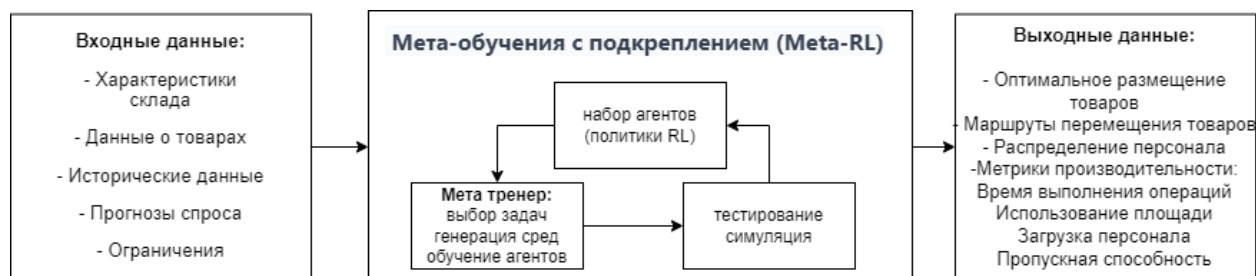 Входные данные:
- Характеристики
склада
- Данные о товарах
- Исторические данные
- Прогнозы спроса
- Ограничения
Мета-обучения с подкреплением (Meta-RL)
набор агентов
(политики RL)
Мета тренер:
выбор задач
генерация сред
обучение агентов
тестирование
симуляция
Выходные данные:
- Оптимальное размещение
товаров
- Маршруты перемещения товаров
- Распределение персонала
-Метрики производительности:
Время выполнения операций
Использование площади
Загрузка персонала
Пропускная способность